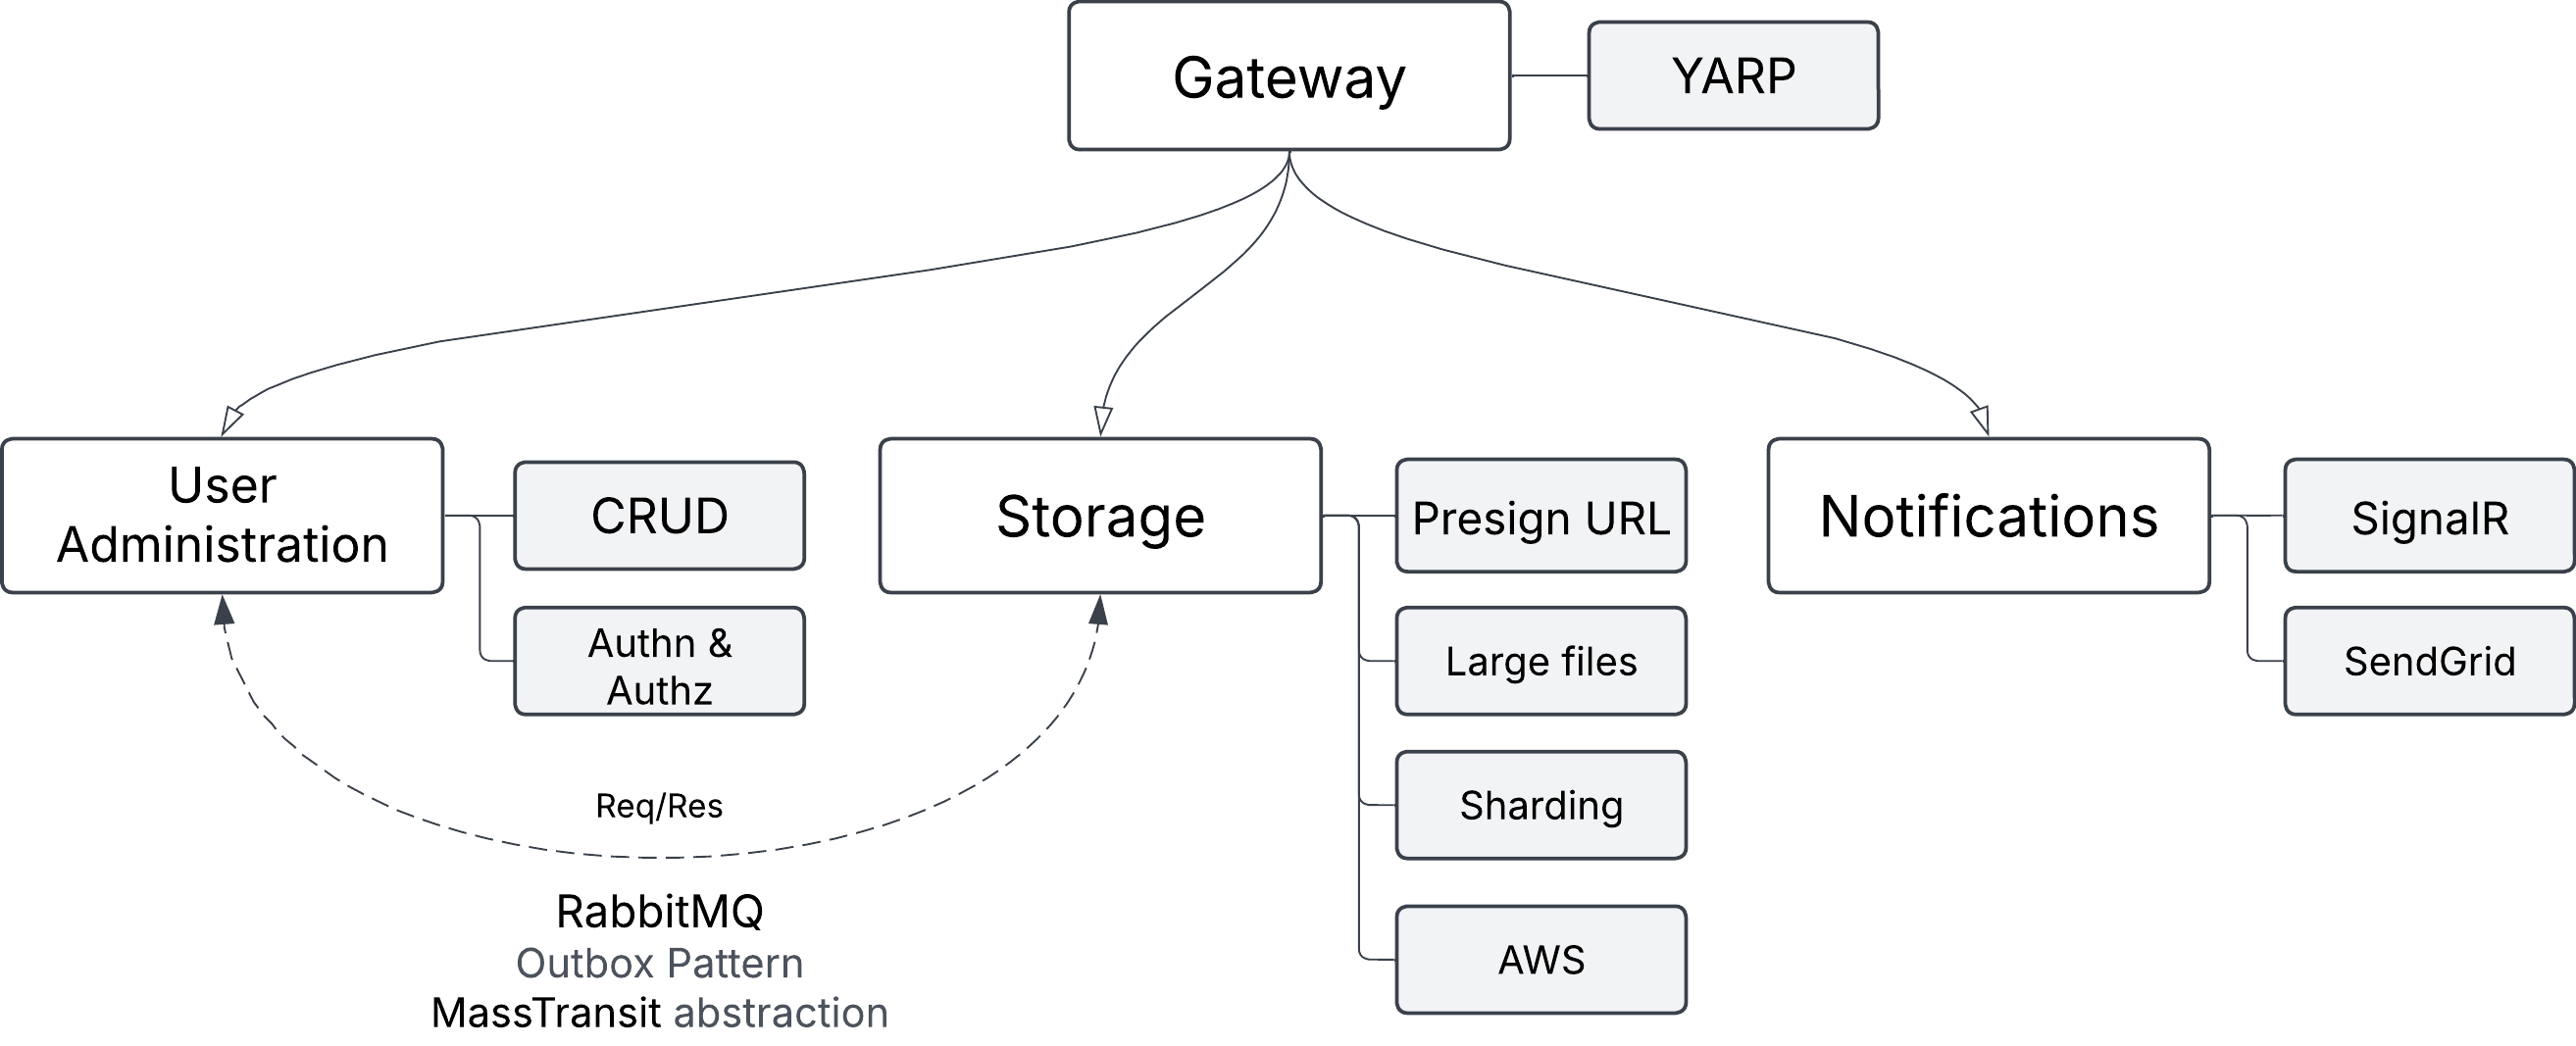 Gateway
YARP
User
Administration
CRUD
Authn &
Authz
Storage
Presign URL
Large files
Sharding
AWS
Notifications
SignalR
SendGrid
Req/Res
RabbitMQ
Outbox Pattern
MassTransit abstraction